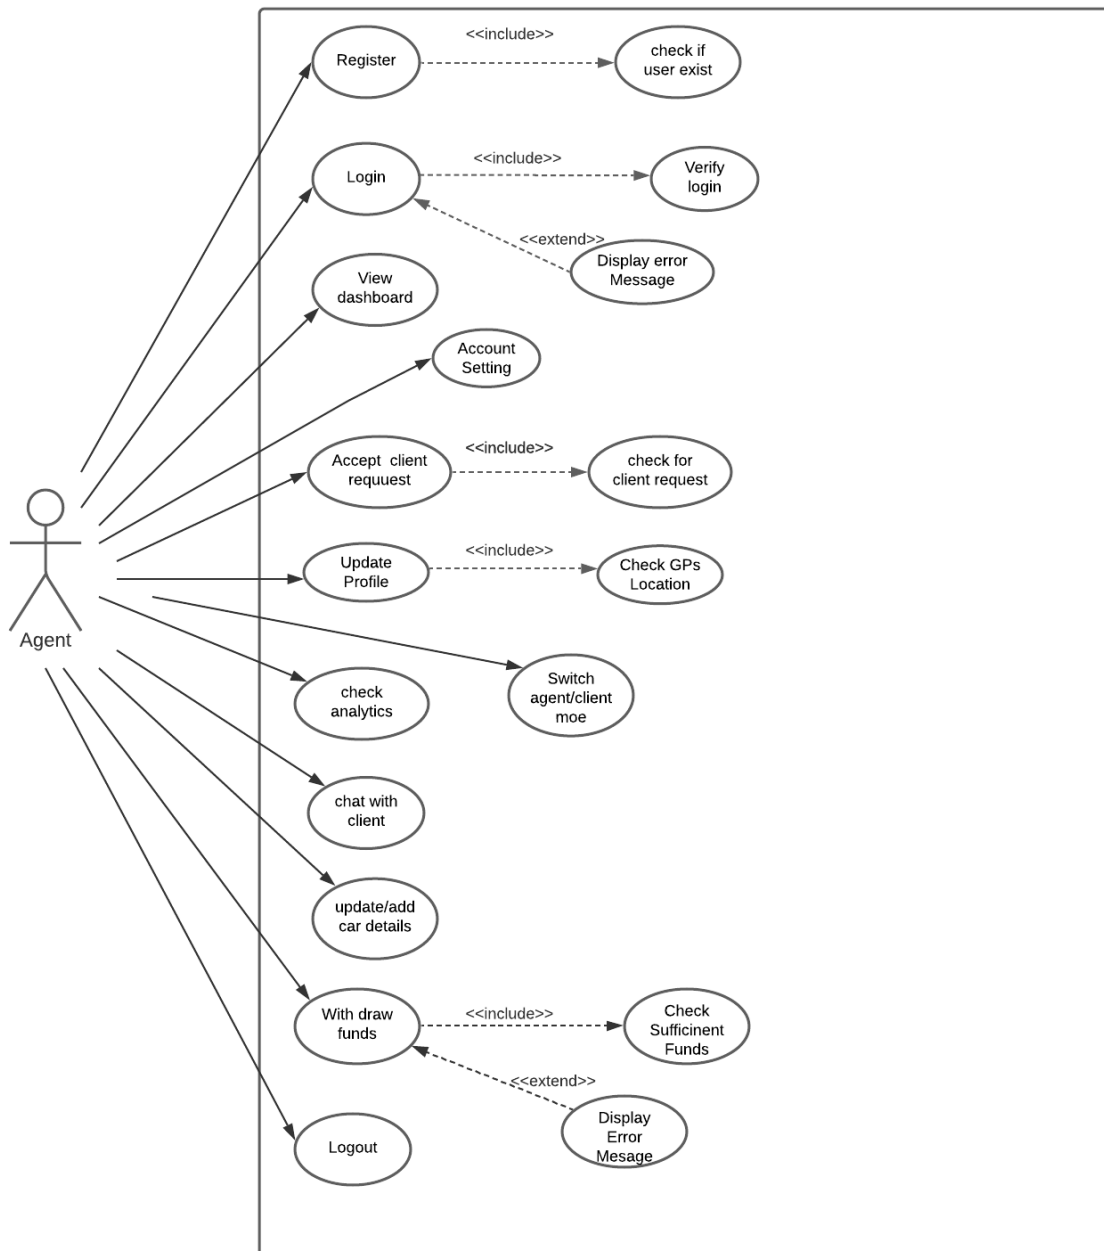 Register
<<include>>
check if
user exist
Login
<<include>>
Verify
login
<<extend>>
Display error
Message
View
dashboard
Account
Setting
Accept  client
requuest
<<include>>
check for
client request
Update
Profile
<<include>>
Check GPs
Location
Agent
check
analytics
Switch
agent/client
moe
chat with
client
update/add
car details
With draw
funds
<<include>>
Check
Sufficinent
Funds
<<extend>>
Display
Error
Mesage
Logout